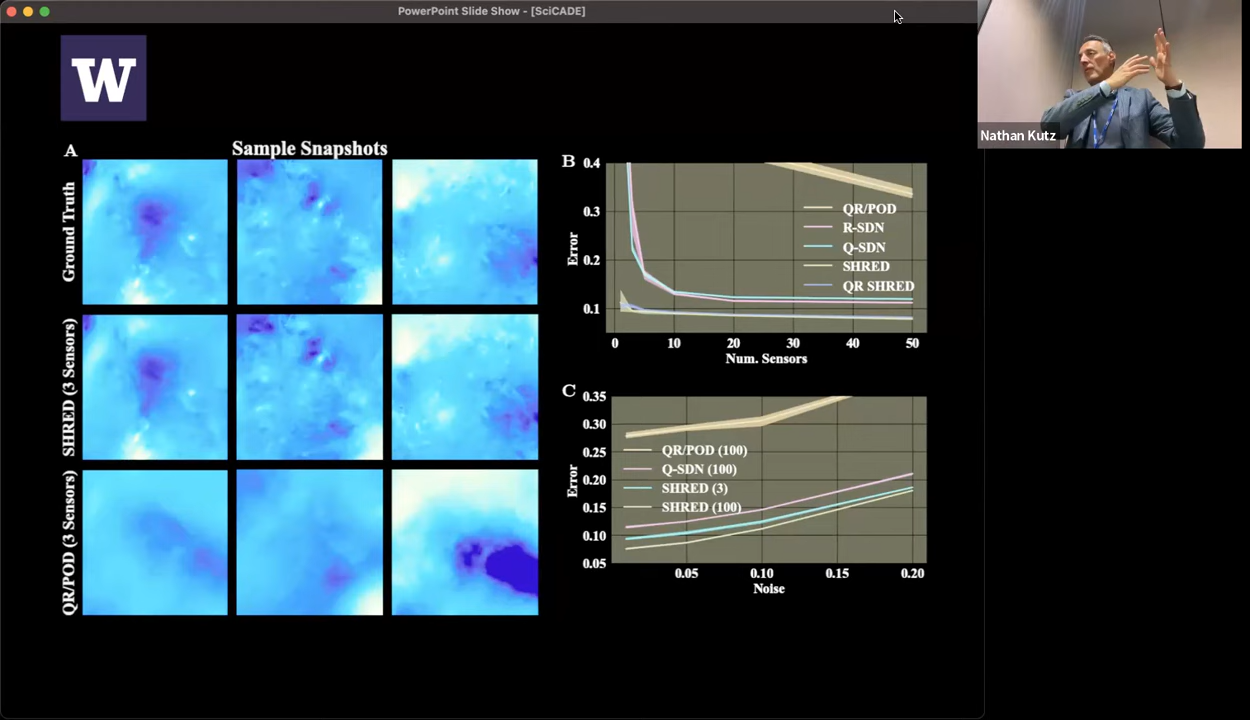 PowerPoint Slide Show - [SciCADE]
W
Nathan Kutz
A
Sample Snapshots
Ground Truth
SHRED (3 Sensors)
QR/POD (3 Sensors)
B
0.4
0.3
0.2
0.1
Error
QR/POD
R-SDN
Q-SDN
SHRED
QR SHRED
0 10 20 30 40 50
Num. Sensors
C
0.35
0.30
0.25
0.20
0.15
0.10
0.05
Error
QR/POD (100)
Q-SDN (100)
SHRED (3)
SHRED (100)
0.05 0.10 0.15 0.20
Noise